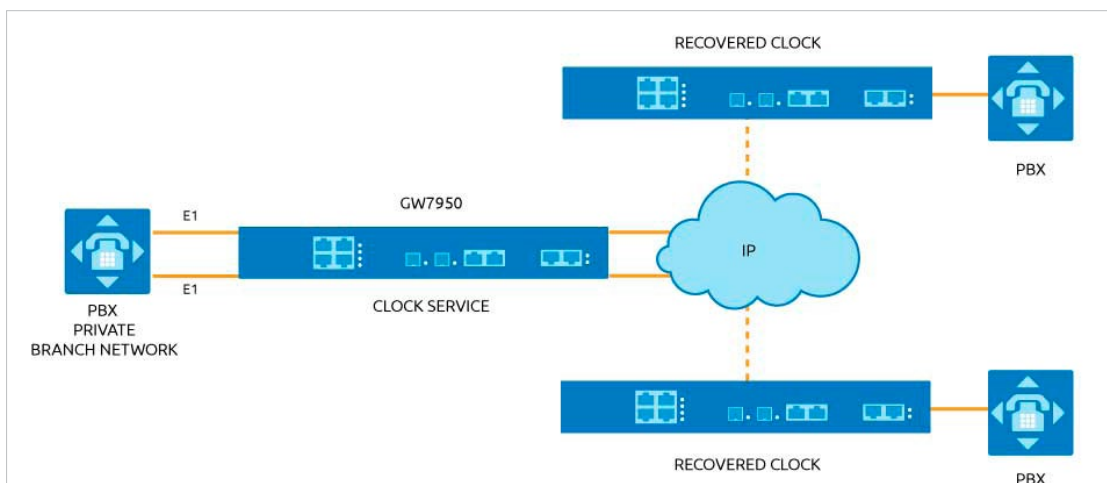 RECOVERED CLOCK
PBX
GW7950
E1
IP
E1
CLOCK SERVICE
PBX
PRIVATE
BRANCH NETWORK
RECOVERED CLOCK
PBX